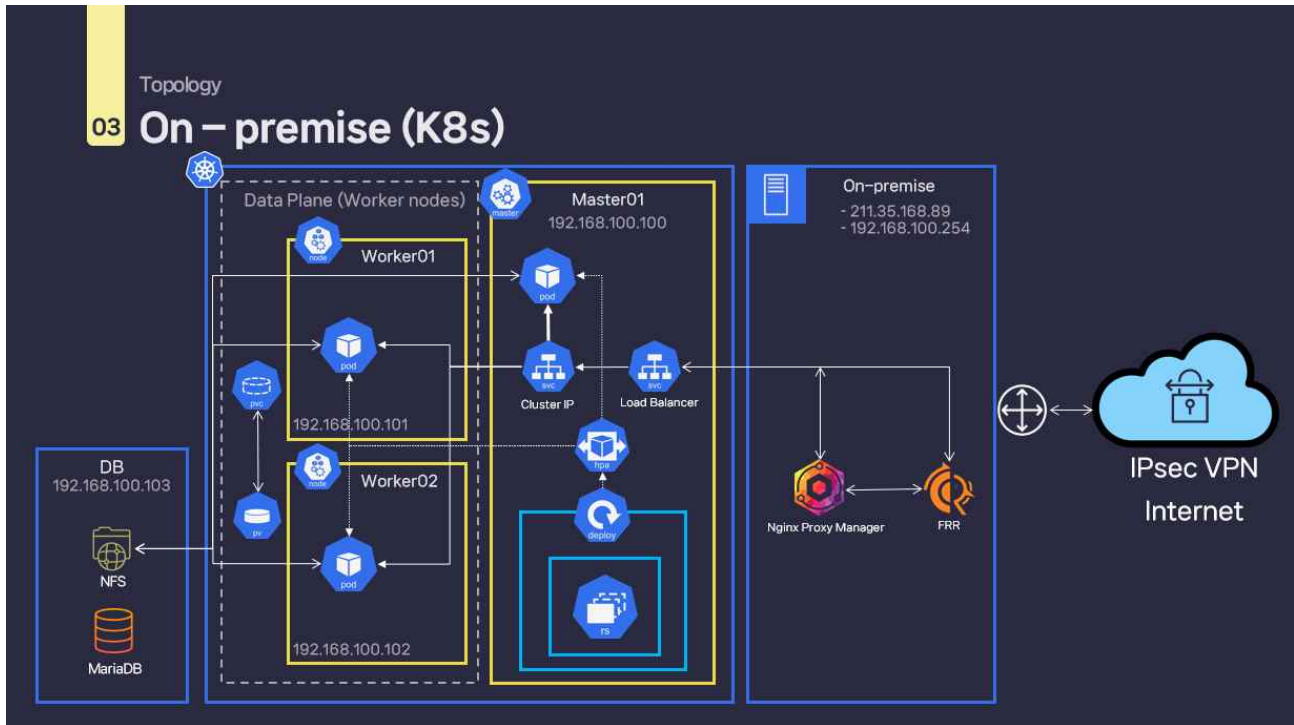 Topology
03
On – premise (K8s)
Data Plane (Worker nodes)
node
Worker01
pod
pvc
192.168.100.101
node
Worker02
pv
pod
192.168.100.102
master
Master01
192.168.100.100
pod
svc
Cluster IP
svc
Load Balancer
hpa
deploy
rs
On-premise
- 211.35.168.89
- 192.168.100.254
Nginx Proxy Manager
FRR
IPsec VPN
Internet
DB
192.168.100.103
NFS
MariaDB